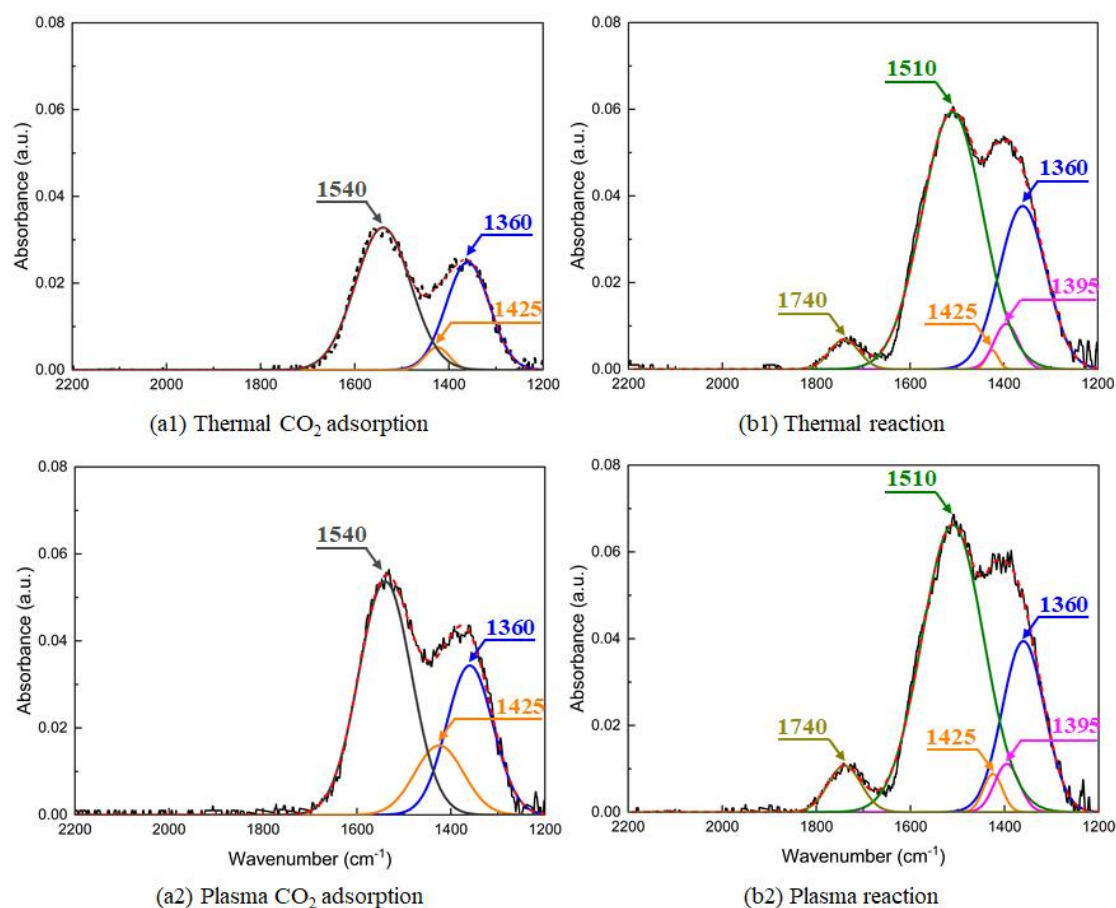 0.08
0.06
0.04
0.02
0.00
Absorbance (a.u.)
1540
1360
1425
2200 2000 1800 1600 1400 1200
(a1) Thermal CO₂ adsorption
0.08
0.06
0.04
0.02
0.00
Absorbance (a.u.)
1510
1360
1740
1425
1395
2200 2000 1800 1600 1400 1200
(b1) Thermal reaction
0.08
0.06
0.04
0.02
0.00
Absorbance (a.u.)
1540
1360
1425
2200 2000 1800 1600 1400 1200
Wavenumber (cm⁻¹)
(a2) Plasma CO₂ adsorption
0.08
0.06
0.04
0.02
0.00
Absorbance (a.u.)
1510
1360
1740
1425
1395
2200 2000 1800 1600 1400 1200
Wavenumber (cm⁻¹)
(b2) Plasma reaction